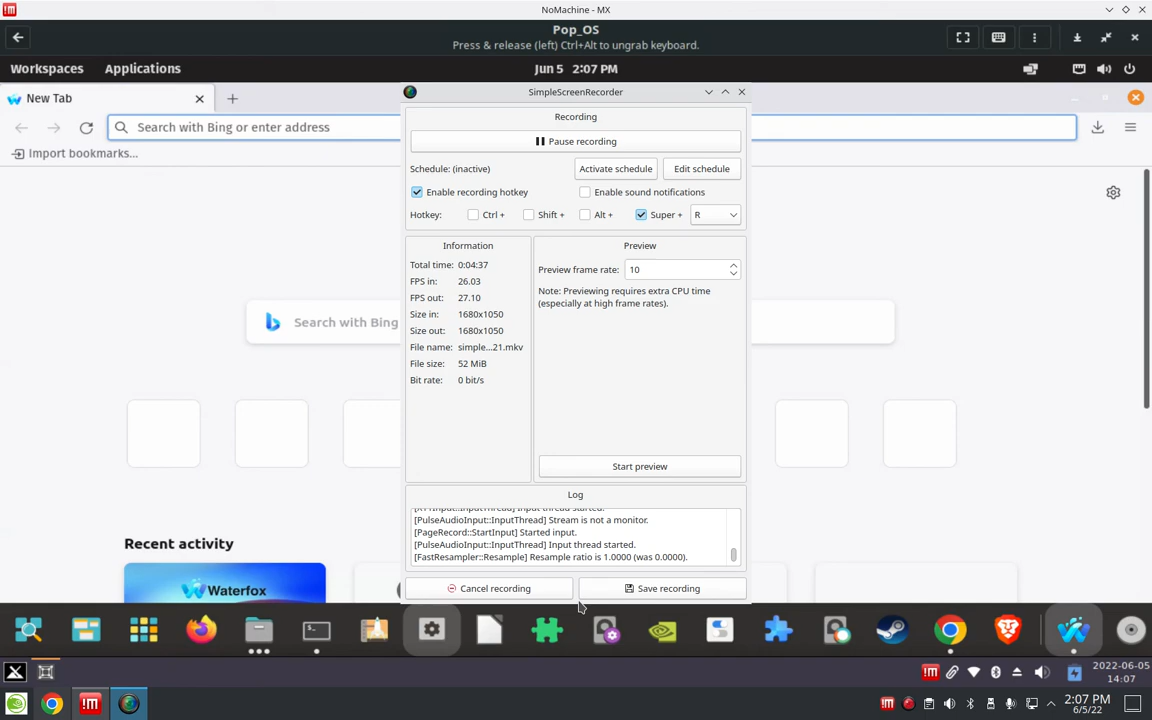 NoMachine - MX
Pop_OS
Press & release (left) Ctrl+Alt to ungrab keyboard.
Workspaces Applications Jun 5 2:07 PM
New Tab
Search with Bing or enter address
Import bookmarks...
SimpleScreenRecorder
Recording
Pause recording
Schedule: (inactive) Activate schedule Edit schedule
Enable recording hotkey Enable sound notifications
Hotkey: Ctrl + Shift + Alt + Super + R
Information
Total time: 0:04:37
FPS in: 26.03
FPS out: 27.10
Size in: 1680x1050
Size out: 1680x1050
File name: simple...21.mkv
File size: 52 MiB
Bit rate: 0 bit/s
Preview
Preview frame rate: 10
Note: Previewing requires extra CPU time
(especially at high frame rates).
Start preview
Search with Bing
Log
[PulseAudioInput::InputThread] Stream is not a monitor.
[PageRecord::StartInput] Started input.
[PulseAudioInput::InputThread] Input thread started.
[FastResampler::Resample] Resample ratio is 1.0000 (was 0.0000).
Cancel recording Save recording
Recent activity
Waterfox
2022-06-05
14:07
2:07 PM
6/5/22